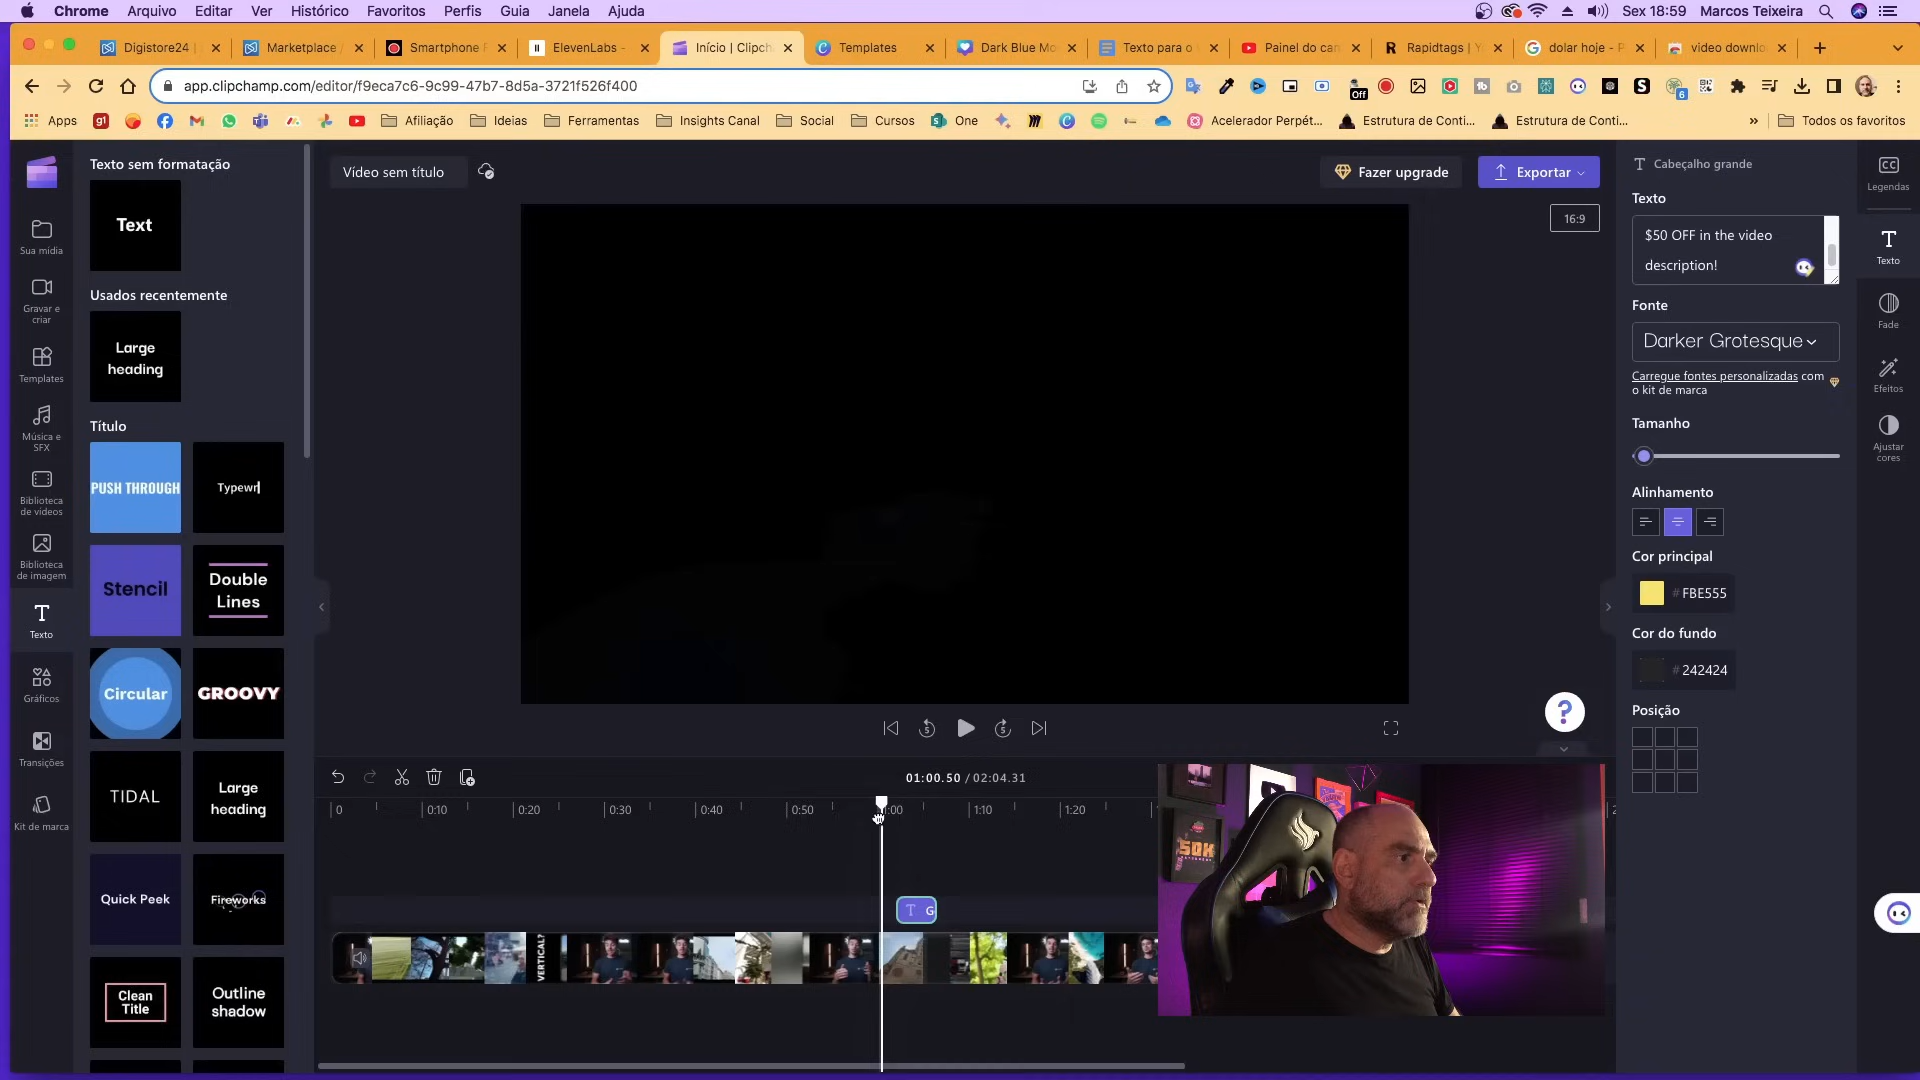 Chrome Arquivo Editar Ver Histórico Favoritos Perfis Guia Janela Ajuda Sex 18:59 Marcos Teixeira
Digistore24 | Marketplace Smartphone F ElevenLabs - Início | Clipch Templates Dark Blue Mo Texto para o Painel do can Rapidtags | dolar hoje - P video downlo
app.clipchamp.com/editor/f9eca7c6-9c99-47b7-8d5a-3721f526f400
Off
6
Apps Afiliação Ideias Ferramentas Insights Canal Social Cursos One Acelerador Perpét... Estrutura de Conti... Estrutura de Conti... » Todos os favoritos
Sua mídia
Gravar e criar
Templates
Música e SFX
Biblioteca de vídeos
Biblioteca de imagem
Texto
Gráficos
Transições
Kit de marca
Texto sem formatação
Text
Usados recentemente
Large
heading
Título
PUSH THROUGH Typewr
Stencil Double
Lines
Circular GROOVY
TIDAL Large
heading
Quick Peek Fireworks
Clean
Title Outline
shadow
Vídeo sem título
Fazer upgrade
Exportar
16:9
01:00.50 / 02:04.31
0 0:10 0:20 0:30 0:40 0:50 1:00 1:10 1:20
T G
VERTICAL?
50K
Cabeçalho grande
Texto
$50 OFF in the video
description!
Fonte
Darker Grotesque
Carregue fontes personalizadas com
o kit de marca
Tamanho
Alinhamento
Cor principal
# FBE555
Cor do fundo
# 242424
Posição
CC
Legendas
Texto
Fade
Efeitos
Ajustar
cores
?